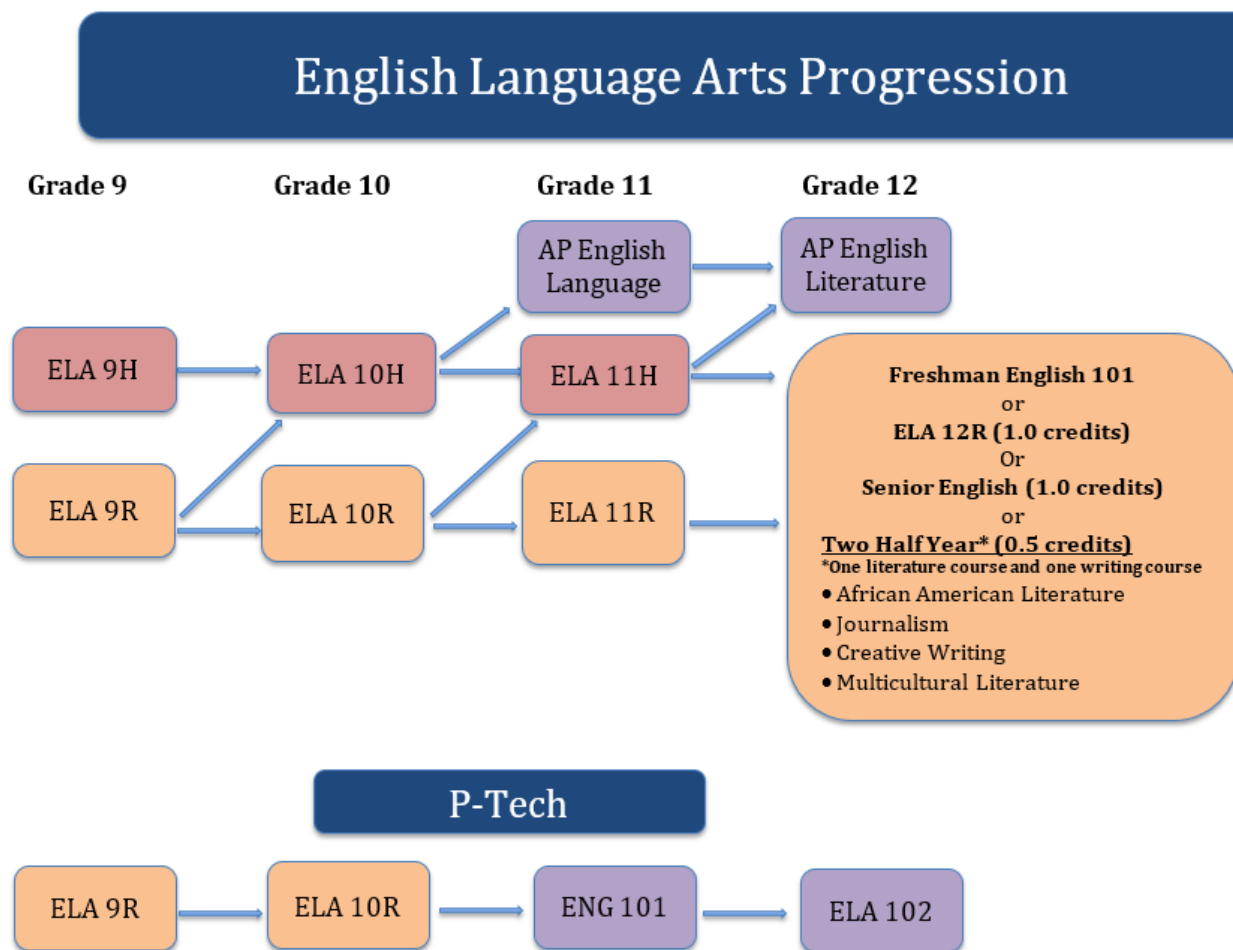 English Language Arts Progression
Grade 9
Grade 10
Grade 11
Grade 12
AP English
Language
AP English
Literature
ELA 9H
ELA 10H
ELA 11H
ELA 9R
ELA 10R
ELA 11R
Freshman English 101
or
ELA 12R (1.0 credits)
Or
Senior English (1.0 credits)
or
Two Half Year* (0.5 credits)
*One literature course and one writing course
• African American Literature
• Journalism
• Creative Writing
• Multicultural Literature
P-Tech
ELA 9R
ELA 10R
ENG 101
ELA 102